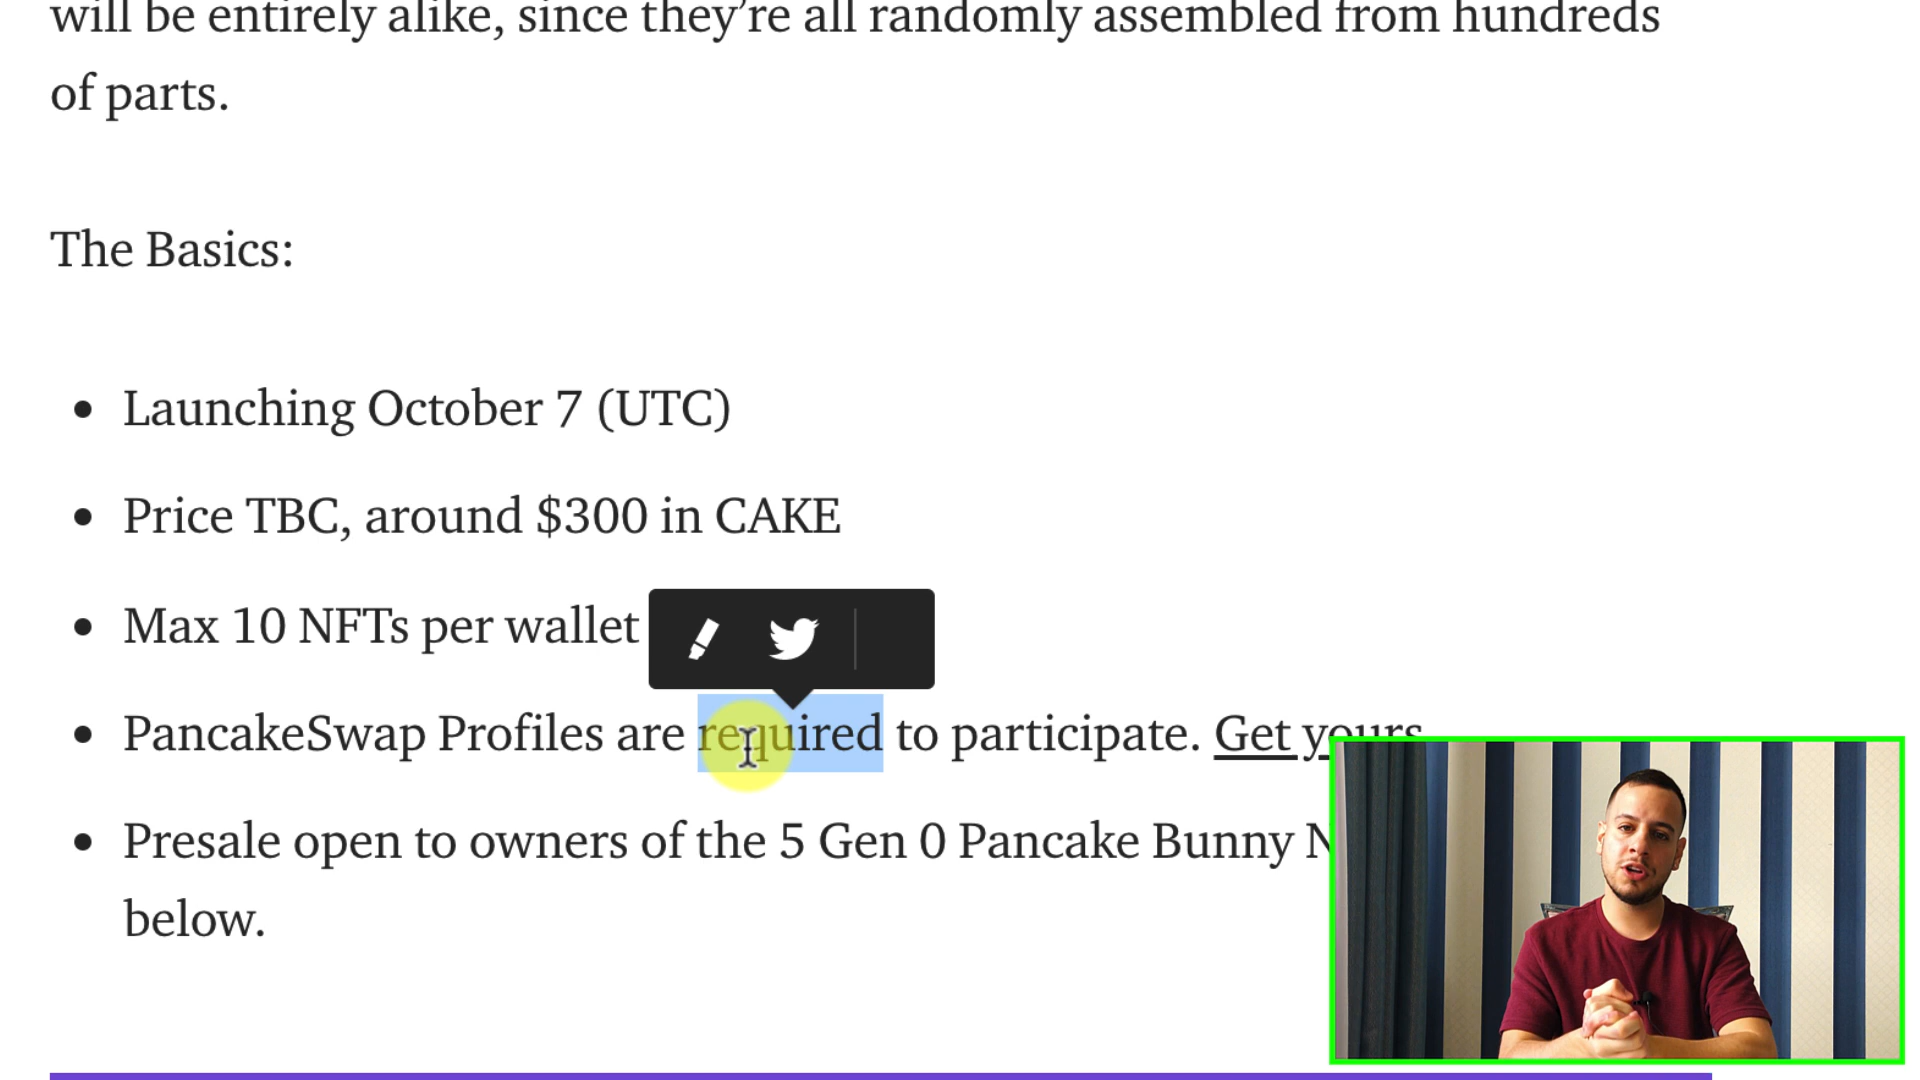 will be entirely alike, since they're all randomly assembled from hundreds
of parts.
The Basics:
• Launching October 7 (UTC)
• Price TBC, around $300 in CAKE
• Max 10 NFTs per wallet
• PancakeSwap Profiles are required to participate. Get yours
• Presale open to owners of the 5 Gen 0 Pancake Bunny
below.